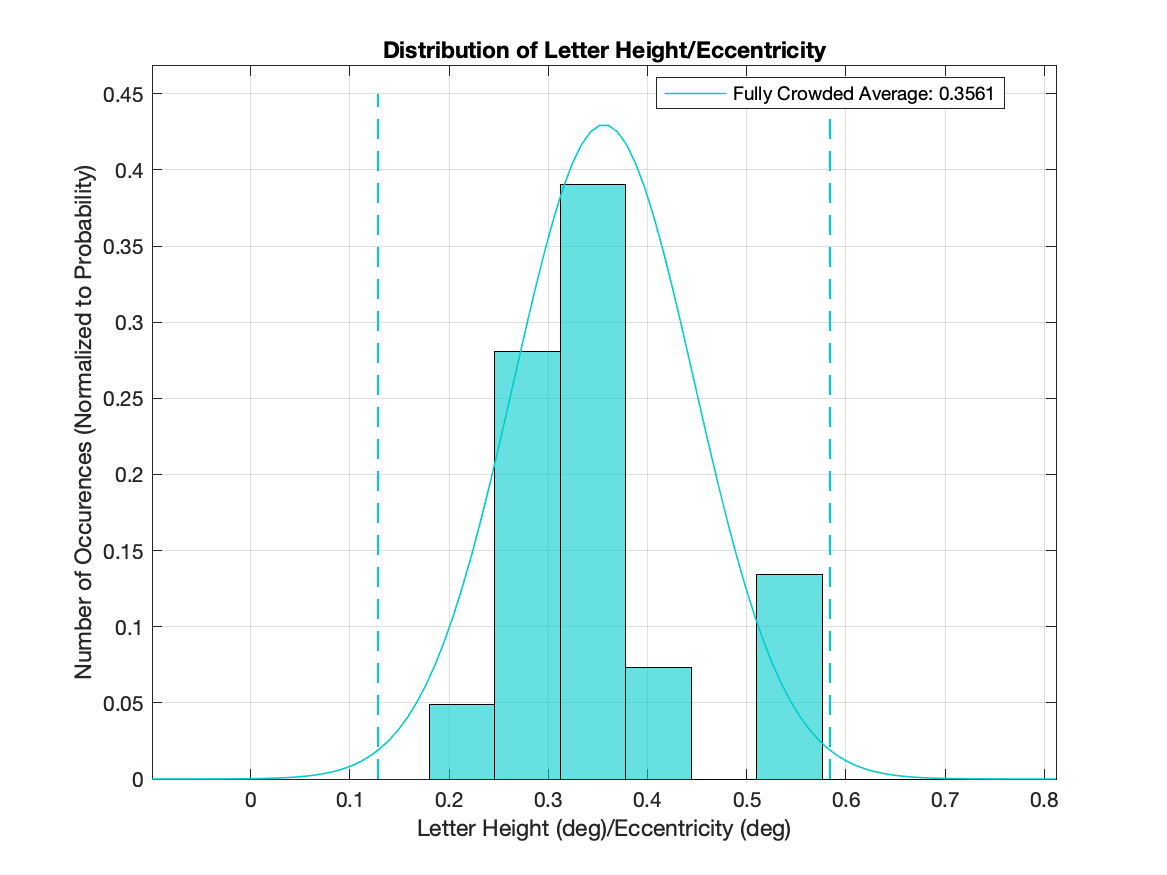 Distribution of Letter Height/Eccentricity
Fully Crowded Average: 0.3561
Number of Occurences (Normalized to Probability)
0.45
0.4
0.35
0.3
0.25
0.2
0.15
0.1
0.05
0
0 0.1 0.2 0.3 0.4 0.5 0.6 0.7 0.8
Letter Height (deg)/Eccentricity (deg)